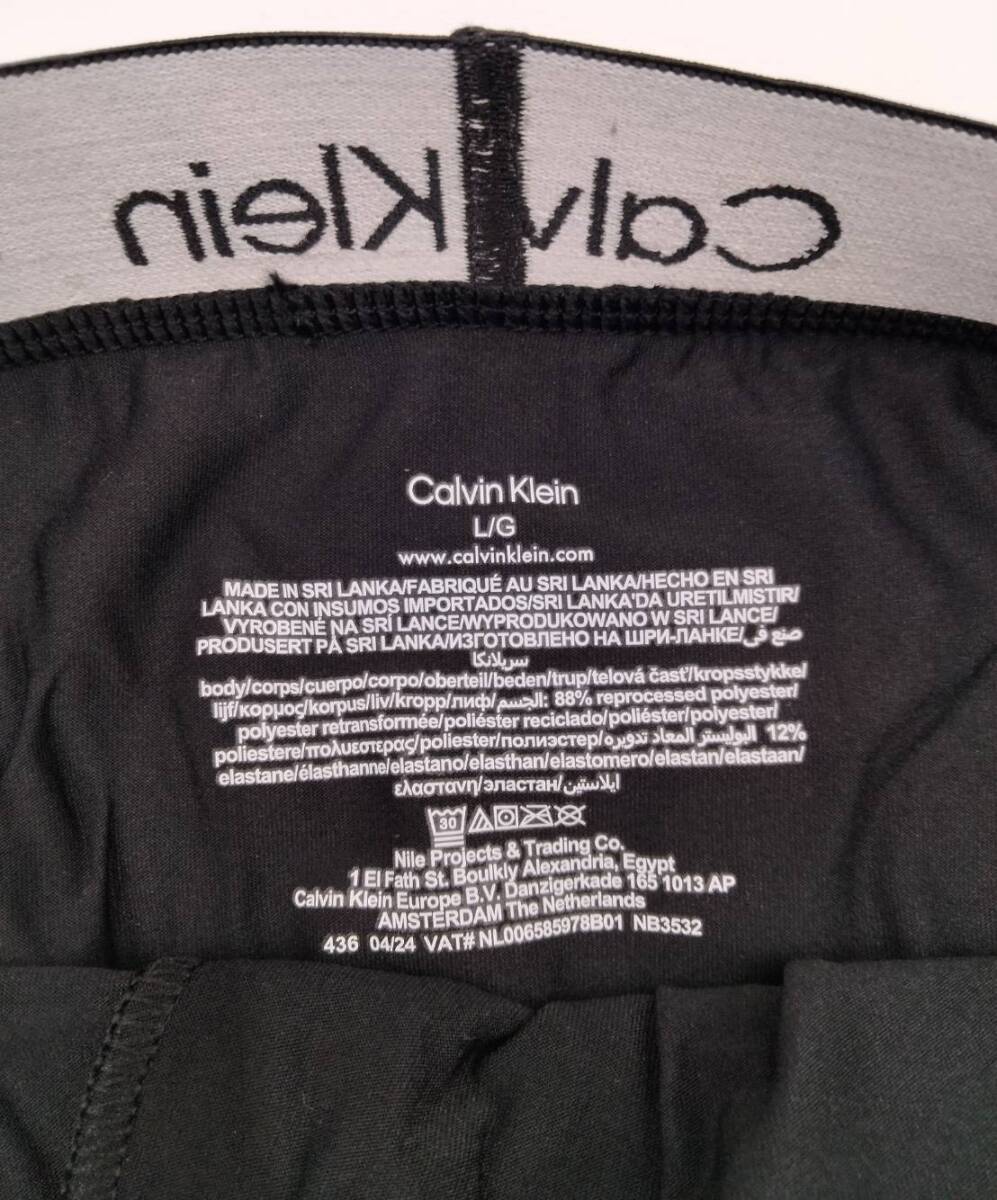 Calv Klein
Calvin Klein
L/G
www.calvinklein.com
MADE IN SRI LANKA/FABRIQUÉ AU SRI LANKA/HECHO EN SRI
LANKA CON INSUMOS IMPORTADOS/SRI LANKA'DA URETILMISTIR/
VYROBENÉ NA SRÍ LANCE/WYPRODUKOWANO W SRI LANCE/
PRODUSERT PÅ SRI LANKA/ИЗГОТОВЛЕНО НА ШРИ-ЛАНКЕ/صنع في
سريلانكا
body/corps/cuerpo/corpo/oberteil/beden/trup/telová časť/kropsstykke/
lijf/κορμος/korpus/liv/kropp/лиф/الجسم: 88% reprocessed polyester/
polyester retransformée/poliéster reciclado/poliéster/polyester/
poliestere/πολυεστερας/poliester/полиэстер/البوليستر المعاد تدويره 12%
elastane/élasthanne/elastano/elasthan/elastomero/elastan/elastaan/
ελαστανη/эластан/ايلاستين
30
Nile Projects & Trading Co.
1 El Fath St. Boulkly Alexandria, Egypt
Calvin Klein Europe B.V. Danzigerkade 165 1013 AP
AMSTERDAM The Netherlands
436 04/24 VAT# NL006585978B01 NB3532